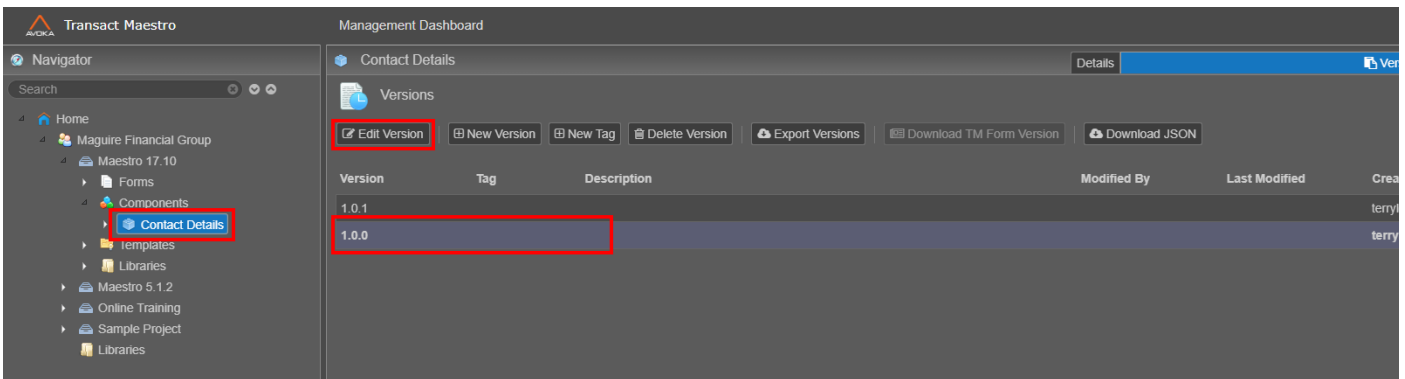 AVOKA Transact Maestro Management Dashboard
Navigator
Contact Details
Details
Search
Versions
Home
Maguire Financial Group
Maestro 17.10
Forms
Components
Contact Details
Templates
Libraries
Maestro 5.1.2
Online Training
Sample Project
Libraries
Edit Version New Version New Tag Delete Version Export Versions Download TM Form Version Download JSON
Version Tag Description Modified By Last Modified
1.0.1
1.0.0